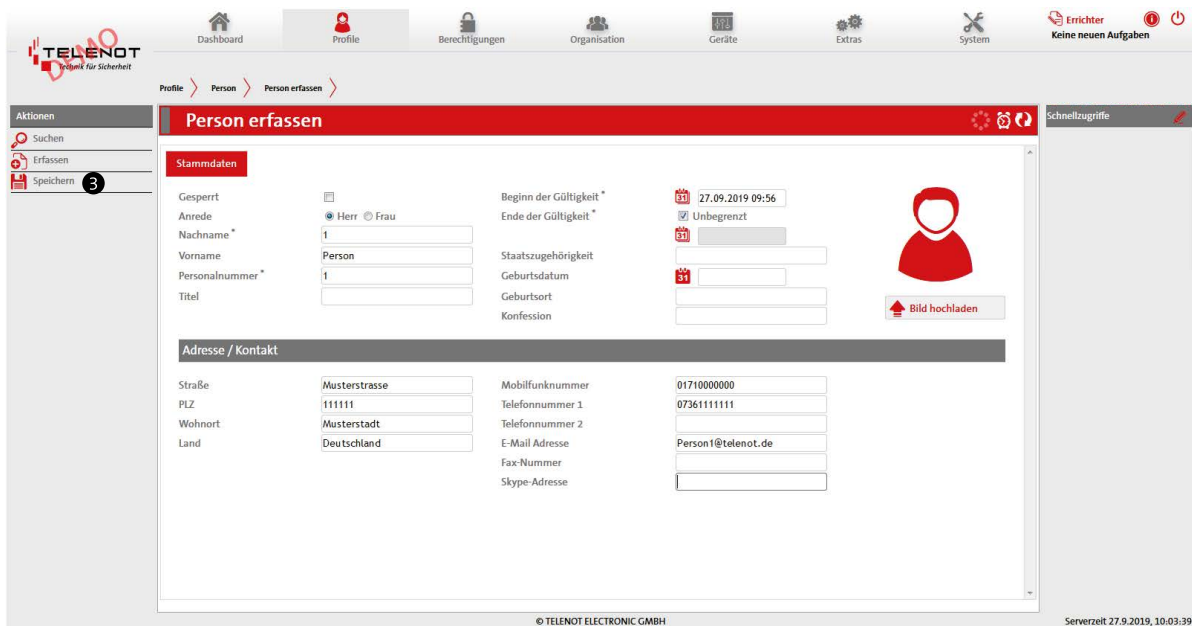 Dashboard Profile Berechtigungen Organisation Geräte Extras System
Errichter
Keine neuen Aufgaben
TELENOT
Technik für Sicherheit
DEMO
Profile Person Person erfassen
Aktionen
Suchen
Erfassen
Speichern 3
Person erfassen
Schnellzugriffe
Stammdaten
Gesperrt Beginn der Gültigkeit * 31 27.09.2019 09:56
Anrede Herr Frau Ende der Gültigkeit * Unbegrenzt
Nachname * 1 31
Vorname Person Staatszugehörigkeit
Personalnummer * 1 Geburtsdatum 31
Titel Geburtsort
Konfession
Bild hochladen
Adresse / Kontakt
Straße Musterstrasse Mobilfunknummer 01710000000
PLZ 111111 Telefonnummer 1 07361111111
Wohnort Musterstadt Telefonnummer 2
Land Deutschland E-Mail Adresse Person1@telenot.de
Fax-Nummer
Skype-Adresse
© TELENOT ELECTRONIC GMBH
Serverzeit 27.9.2019, 10:03:39